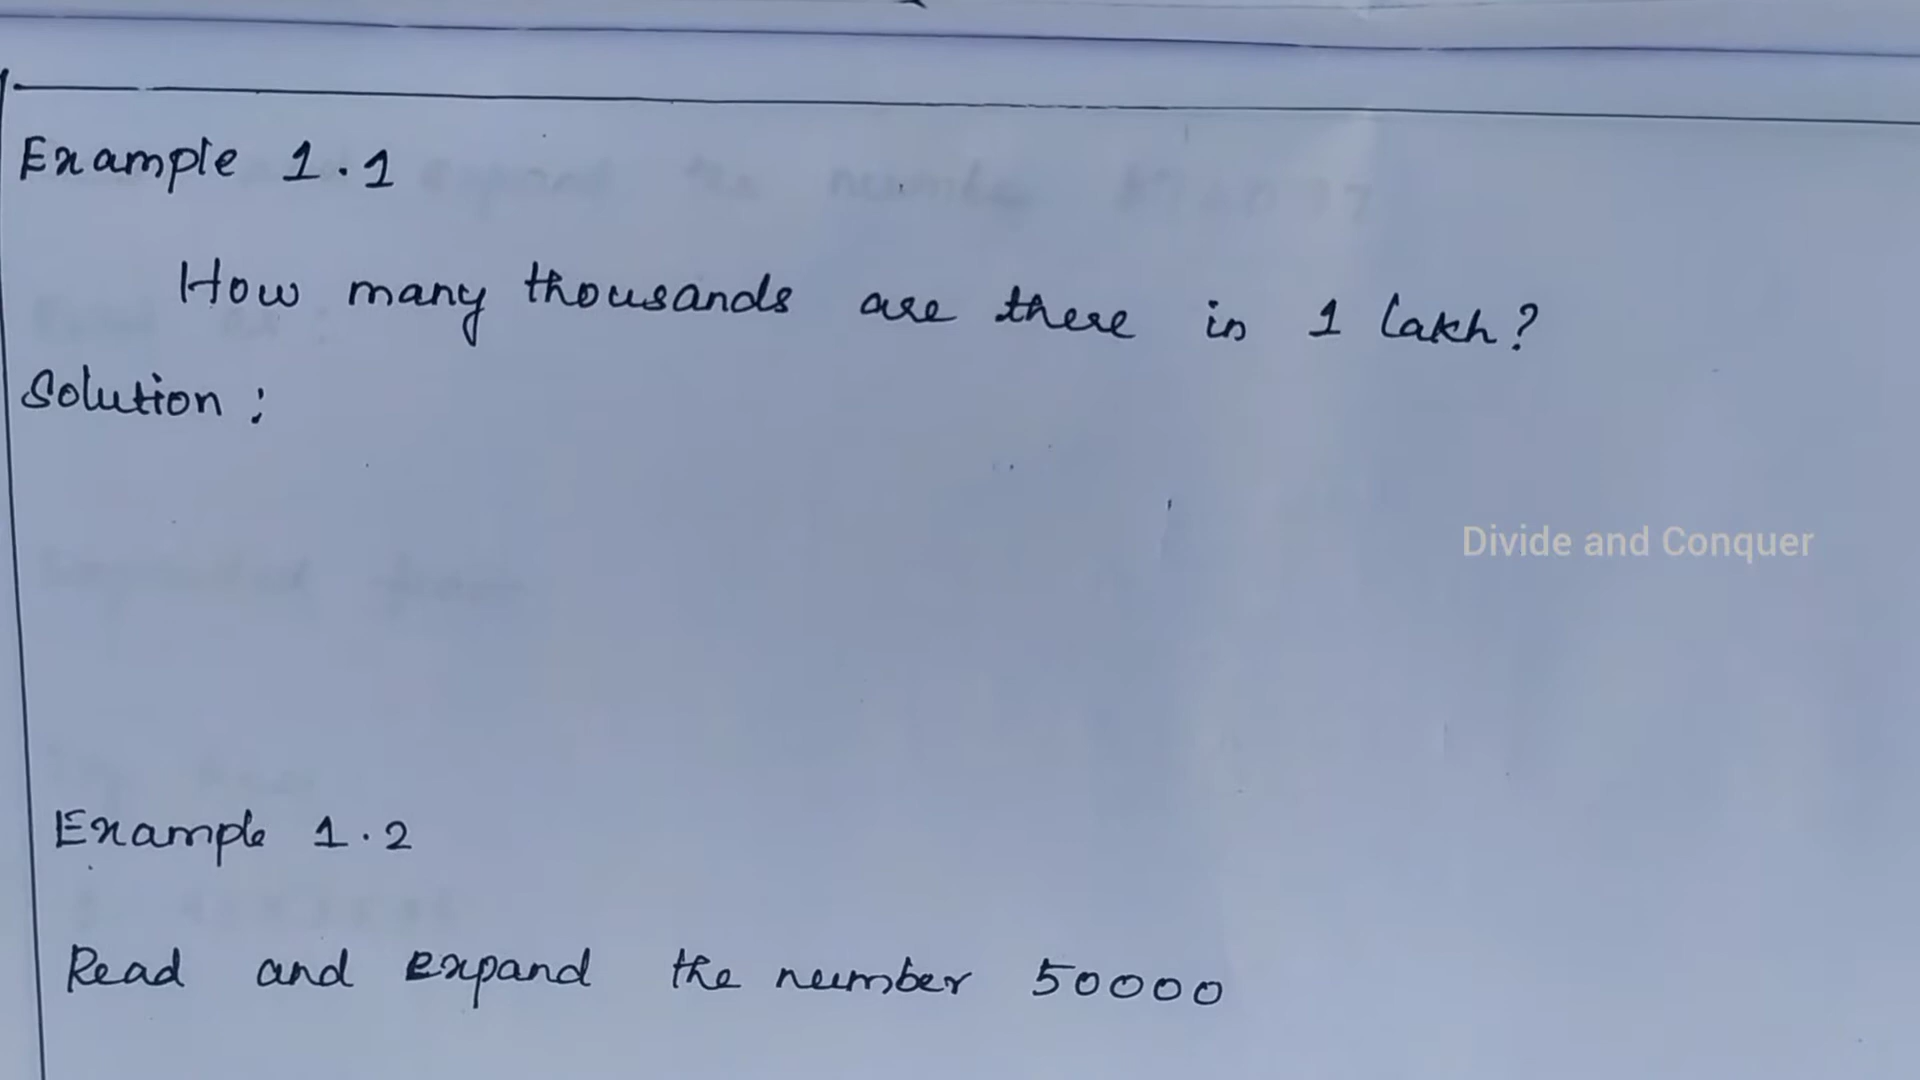 Example 1.1
How many thousands are there in 1 lakh?
Solution :
Divide and Conquer
Example 1.2
Read and expand the number 50000